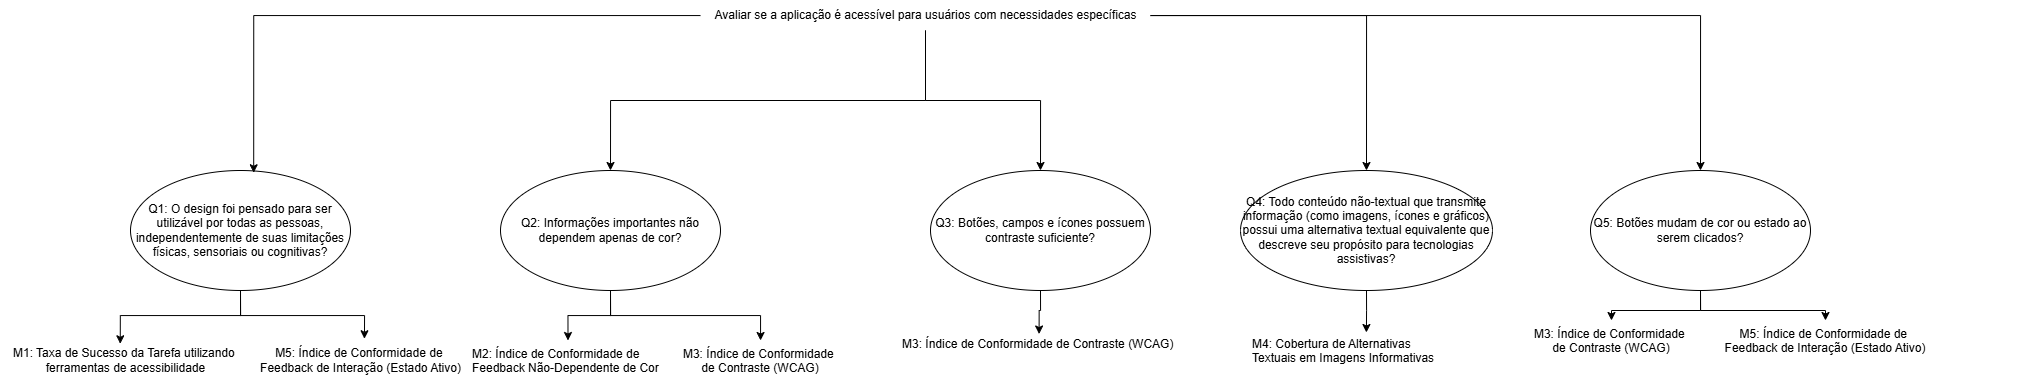 Avaliar se a aplicação é acessível para usuários com necessidades específicas
Q1: O design foi pensado para ser
utilizável por todas as pessoas,
independentemente de suas limitações
físicas, sensoriais ou cognitivas?
Q2: Informações importantes não
dependem apenas de cor?
Q3: Botões, campos e ícones possuem
contraste suficiente?
Q4: Todo conteúdo não-textual que transmite
informação (como imagens, ícones e gráficos)
possui uma alternativa textual equivalente que
descreve seu propósito para tecnologias
assistivas?
Q5: Botões mudam de cor ou estado ao
serem clicados?
M1: Taxa de Sucesso da Tarefa utilizando
ferramentas de acessibilidade
M5: Índice de Conformidade de
Feedback de Interação (Estado Ativo)
M2: Índice de Conformidade de
Feedback Não-Dependente de Cor
M3: Índice de Conformidade
de Contraste (WCAG)
M3: Índice de Conformidade de Contraste (WCAG)
M4: Cobertura de Alternativas
Textuais em Imagens Informativas
M3: Índice de Conformidade
de Contraste (WCAG)
M5: Índice de Conformidade de
Feedback de Interação (Estado Ativo)